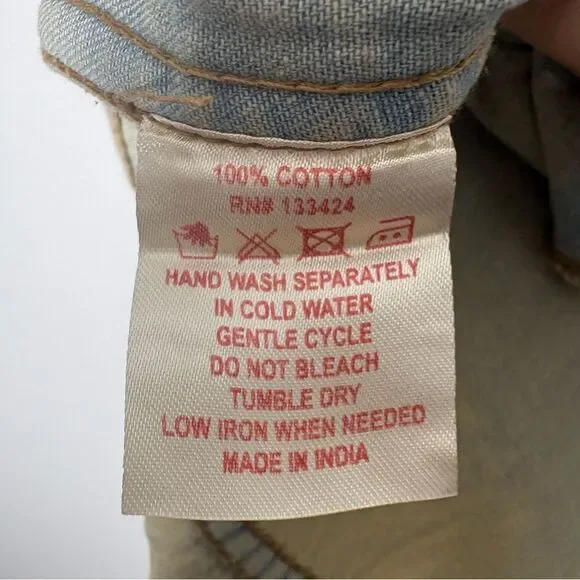 100% COTTON
RN# 133424
HAND WASH SEPARATELY
IN COLD WATER
GENTLE CYCLE
DO NOT BLEACH
TUMBLE DRY
LOW IRON WHEN NEEDED
MADE IN INDIA